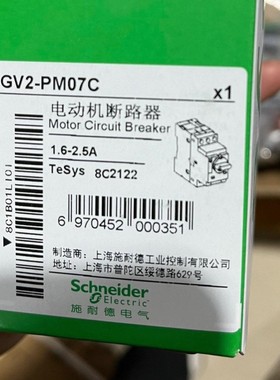 GV2-PM07C x1
电动机断路器
Motor Circuit Breaker
1.6-2.5A
TeSys 8C2122
6 970452 000351
制造商：上海施耐德工业控制有限公司
地址：上海市普陀区绥德路629号
Schneider
Electric
施耐德电气